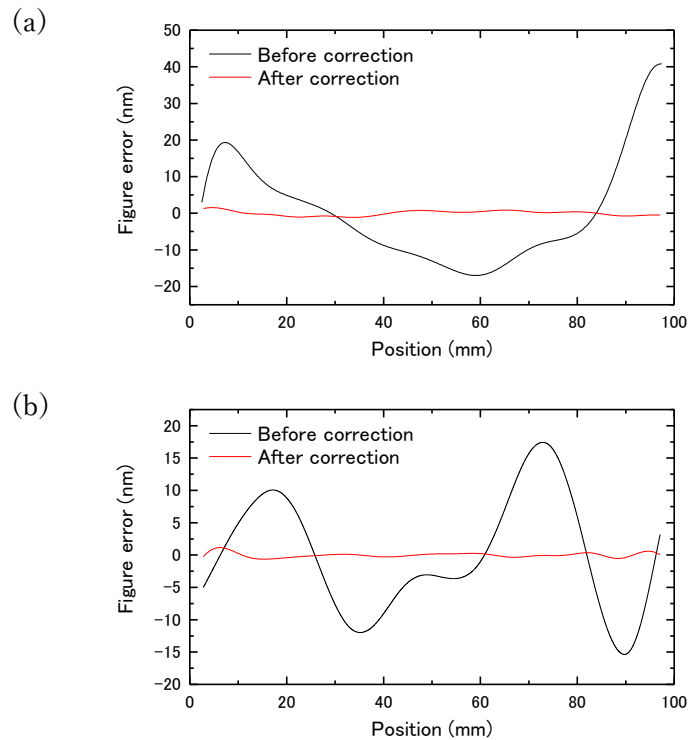 (a)
50
40
30
20
10
0
-10
-20
Figure error (nm)
Before correction
After correction
0 20 40 60 80 100
Position (mm)
(b)
20
15
10
5
0
-5
-10
-15
-20
Figure error (nm)
Before correction
After correction
0 20 40 60 80 100
Position (mm)